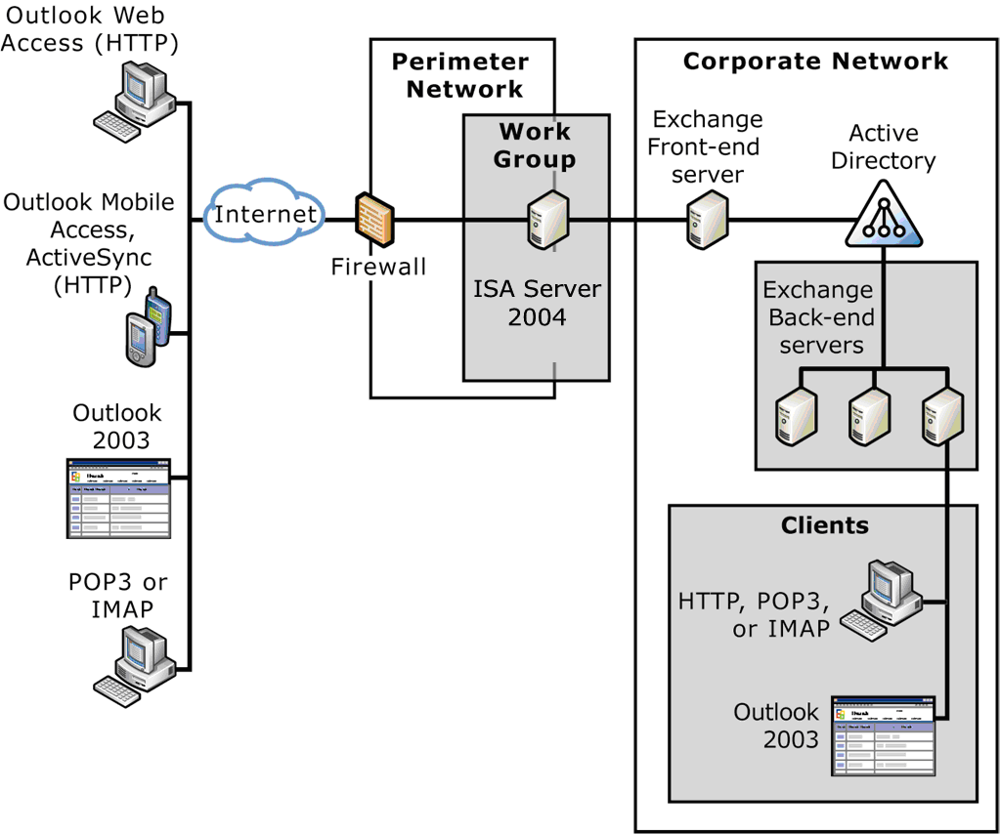 Outlook Web
Access (HTTP)
Outlook Mobile
Access,
ActiveSync
(HTTP)
Outlook
2003
POP3 or
IMAP
Internet
Firewall
Perimeter
Network
Work
Group
ISA Server
2004
Corporate Network
Exchange
Front-end
server
Active
Directory
Exchange
Back-end
servers
Clients
HTTP, POP3,
or IMAP
Outlook
2003